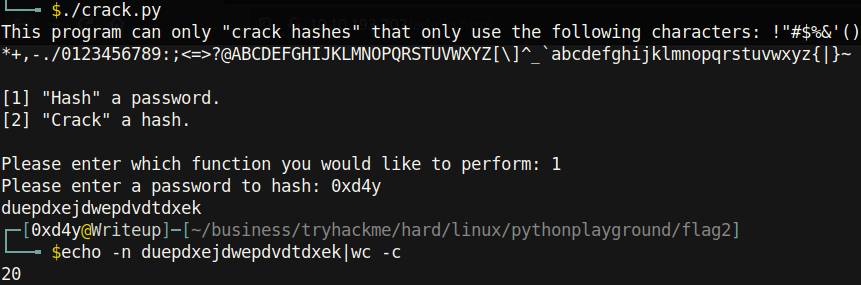 └──╼ $./crack.py
This program can only "crack hashes" that only use the following characters: !"#$%&'()
*+,-./0123456789:;<=>?@ABCDEFGHIJKLMNOPQRSTUVWXYZ[\]^_`abcdefghijklmnopqrstuvwxyz{|}~
[1] "Hash" a password.
[2] "Crack" a hash.
Please enter which function you would like to perform: 1
Please enter a password to hash: 0xd4y
duepdxejdwepdvdtdxek
┌─[0xd4y@Writeup]─[~/business/tryhackme/hard/linux/pythonplayground/flag2]
└──╼ $echo -n duepdxejdwepdvdtdxek|wc -c
20